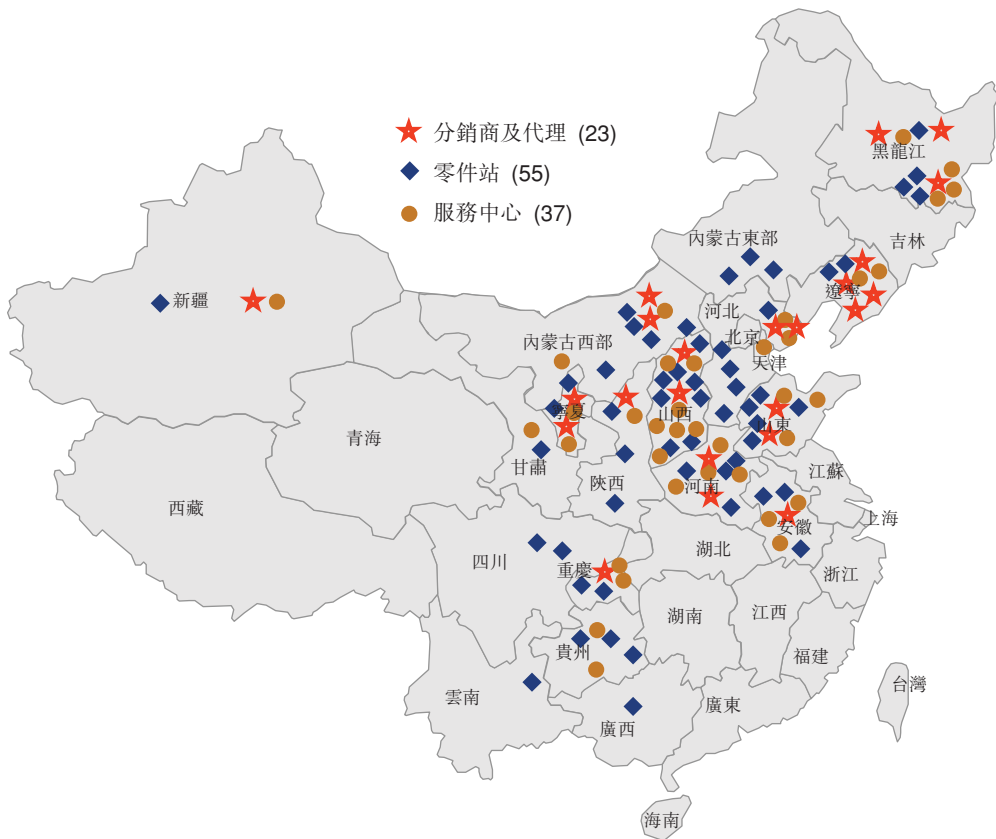 分銷商及代理 (23)
零件站 (55)
服務中心 (37)
黑龍江
吉林
內蒙古東部
遼寧
新疆
河北
北京
天津
內蒙古西部
寧夏
山西
山東
青海
甘肅
陝西
河南
江蘇
西藏
安徽
上海
四川
重慶
湖北
浙江
湖南
江西
貴州
福建
雲南
廣西
廣東
台灣
海南